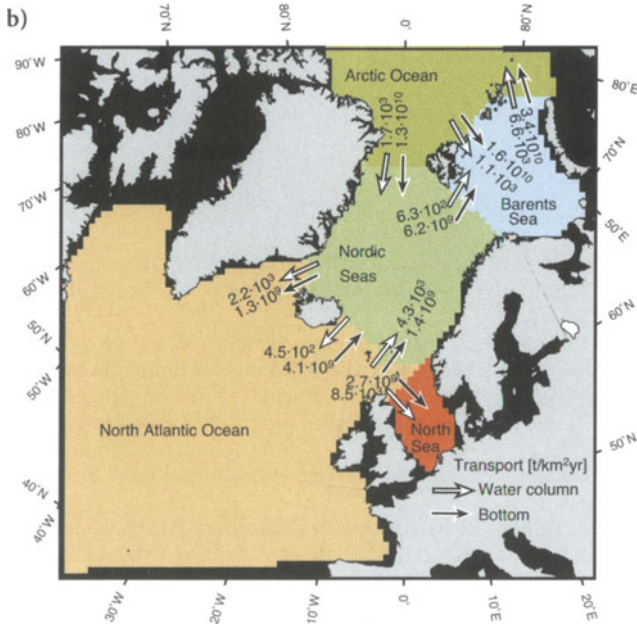 b)
70˚N
80˚N
0˚
80˚N
90˚W
80˚W
70˚W
60˚W
50˚N
50˚W
40˚N
40˚W
80˚E
70˚N
50˚E
60˚N
50˚N
30˚W
20˚W
10˚W
0˚
10˚E
20˚E
Arctic Ocean
1.7·10³
1.3·10¹⁰
3.4·10¹⁰
6.6·10³
1.6·10¹⁰
1.1·10³
Barents
Sea
6.3·10²
6.2·10⁹
Nordic
Seas
2.2·10³
1.3·10⁹
4.3·10³
1.4·10⁹
4.5·10²
4.1·10⁹
2.7·10⁹
North Atlantic Ocean
North
Sea
Transport [t/km²yr]
Water column
Bottom